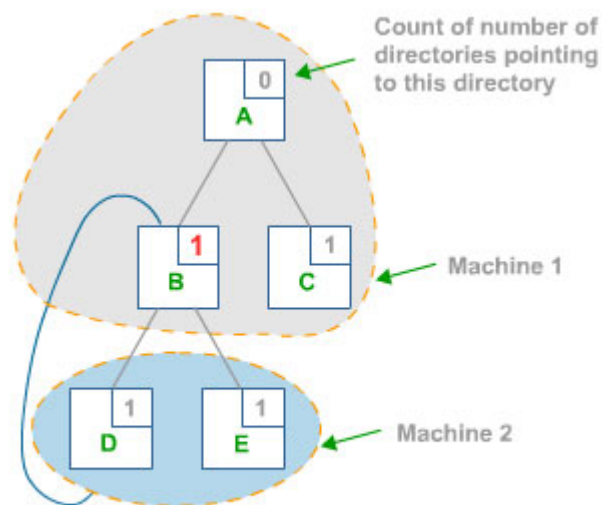 Count of number of
directories pointing
to this directory
0
A
1
B
1
C
Machine 1
1
D
1
E
Machine 2